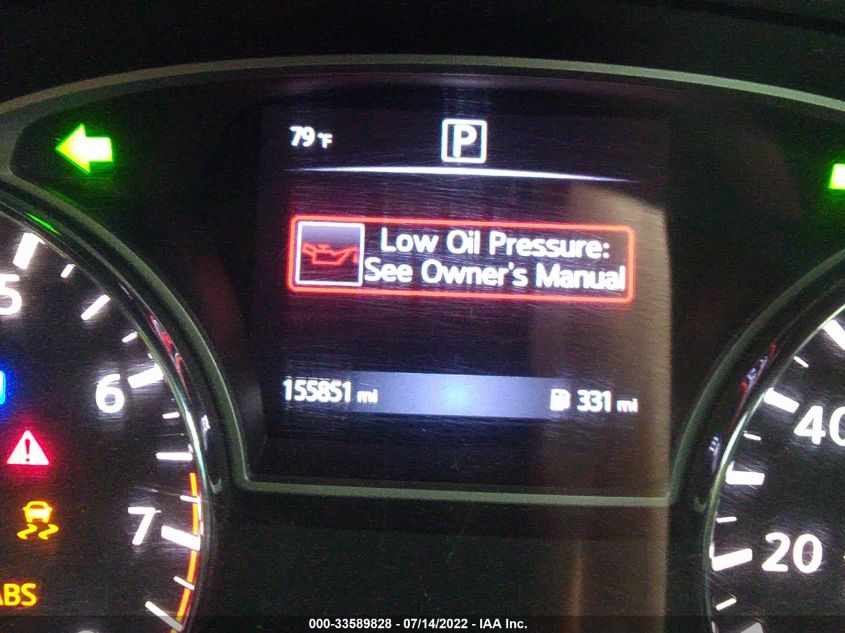 79 °F
P
Low Oil Pressure:
See Owner's Manual
155851 mi
331 mi
5
6
7
ABS
40
20
000-33589828 - 07/14/2022 - IAA Inc.